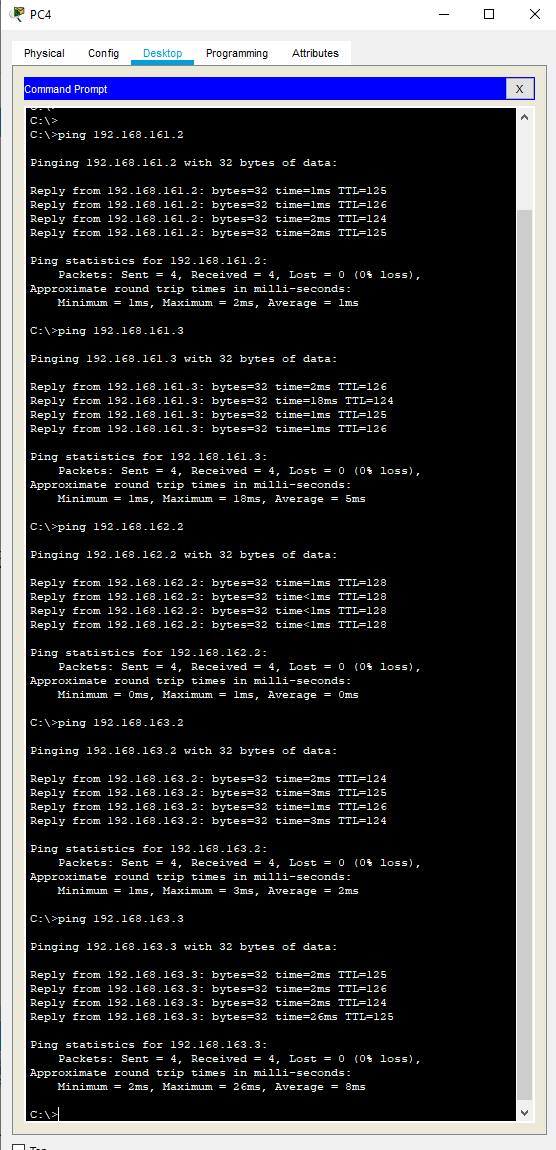 PC4
Physical Config Desktop Programming Attributes
Command Prompt X
C:\>
C:\>ping 192.168.161.2
Pinging 192.168.161.2 with 32 bytes of data:
Reply from 192.168.161.2: bytes=32 time=1ms TTL=125
Reply from 192.168.161.2: bytes=32 time=1ms TTL=126
Reply from 192.168.161.2: bytes=32 time=2ms TTL=124
Reply from 192.168.161.2: bytes=32 time=2ms TTL=125
Ping statistics for 192.168.161.2:
Packets: Sent = 4, Received = 4, Lost = 0 (0% loss),
Approximate round trip times in milli-seconds:
Minimum = 1ms, Maximum = 2ms, Average = 1ms
C:\>ping 192.168.161.3
Pinging 192.168.161.3 with 32 bytes of data:
Reply from 192.168.161.3: bytes=32 time=2ms TTL=126
Reply from 192.168.161.3: bytes=32 time=18ms TTL=124
Reply from 192.168.161.3: bytes=32 time=1ms TTL=125
Reply from 192.168.161.3: bytes=32 time=1ms TTL=126
Ping statistics for 192.168.161.3:
Packets: Sent = 4, Received = 4, Lost = 0 (0% loss),
Approximate round trip times in milli-seconds:
Minimum = 1ms, Maximum = 18ms, Average = 5ms
C:\>ping 192.168.162.2
Pinging 192.168.162.2 with 32 bytes of data:
Reply from 192.168.162.2: bytes=32 time=1ms TTL=128
Reply from 192.168.162.2: bytes=32 time<1ms TTL=128
Reply from 192.168.162.2: bytes=32 time<1ms TTL=128
Reply from 192.168.162.2: bytes=32 time<1ms TTL=128
Ping statistics for 192.168.162.2:
Packets: Sent = 4, Received = 4, Lost = 0 (0% loss),
Approximate round trip times in milli-seconds:
Minimum = 0ms, Maximum = 1ms, Average = 0ms
C:\>ping 192.168.163.2
Pinging 192.168.163.2 with 32 bytes of data:
Reply from 192.168.163.2: bytes=32 time=2ms TTL=124
Reply from 192.168.163.2: bytes=32 time=3ms TTL=125
Reply from 192.168.163.2: bytes=32 time=1ms TTL=126
Reply from 192.168.163.2: bytes=32 time=3ms TTL=124
Ping statistics for 192.168.163.2:
Packets: Sent = 4, Received = 4, Lost = 0 (0% loss),
Approximate round trip times in milli-seconds:
Minimum = 1ms, Maximum = 3ms, Average = 2ms
C:\>ping 192.168.163.3
Pinging 192.168.163.3 with 32 bytes of data:
Reply from 192.168.163.3: bytes=32 time=2ms TTL=125
Reply from 192.168.163.3: bytes=32 time=2ms TTL=126
Reply from 192.168.163.3: bytes=32 time=2ms TTL=124
Reply from 192.168.163.3: bytes=32 time=26ms TTL=125
Ping statistics for 192.168.163.3:
Packets: Sent = 4, Received = 4, Lost = 0 (0% loss),
Approximate round trip times in milli-seconds:
Minimum = 2ms, Maximum = 26ms, Average = 8ms
C:\>